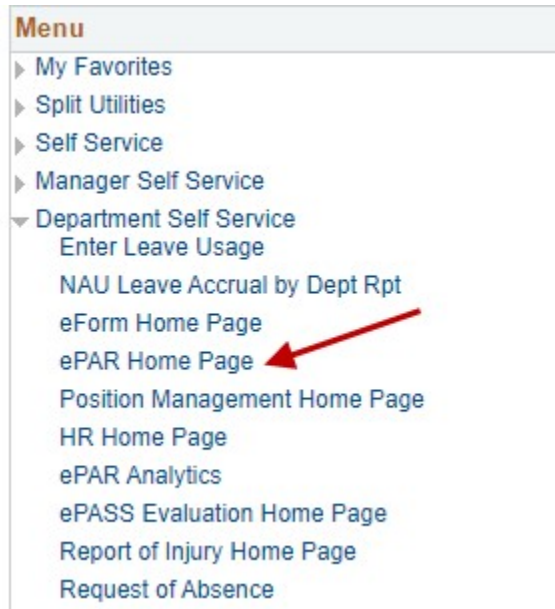 Menu
My Favorites
Split Utilities
Self Service
Manager Self Service
Department Self Service
Enter Leave Usage
NAU Leave Accrual by Dept Rpt
eForm Home Page
ePAR Home Page
Position Management Home Page
HR Home Page
ePAR Analytics
ePASS Evaluation Home Page
Report of Injury Home Page
Request of Absence